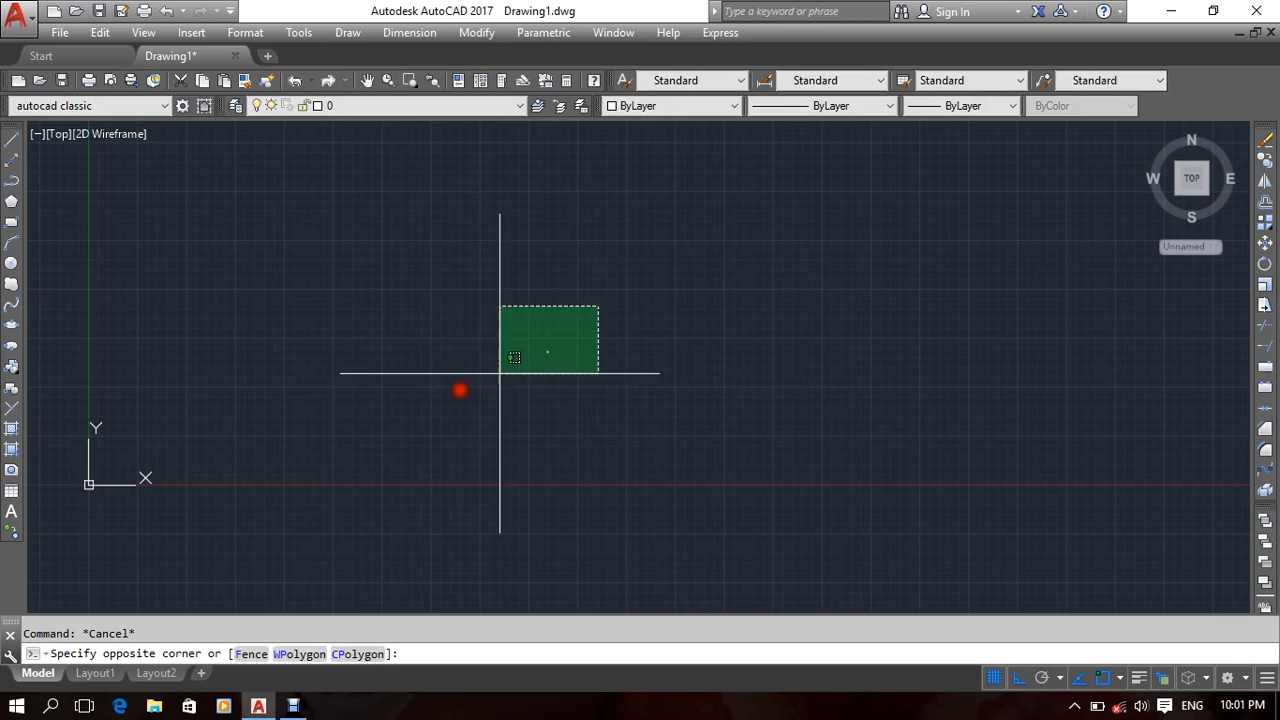 Autodesk AutoCAD 2017 Drawing1.dwg
Type a keyword or phrase
Sign In
File Edit View Insert Format Tools Draw Dimension Modify Parametric Window Help Express
Start Drawing1*
Standard Standard Standard Standard
autocad classic 0 ByLayer ByLayer ByLayer ByColor
[−][Top][2D Wireframe]
N
W TOP E
S
Unnamed
Y
X
Command: *Cancel*
Specify opposite corner or [Fence WPolygon CPolygon]:
Model Layout1 Layout2
ENG 10:01 PM